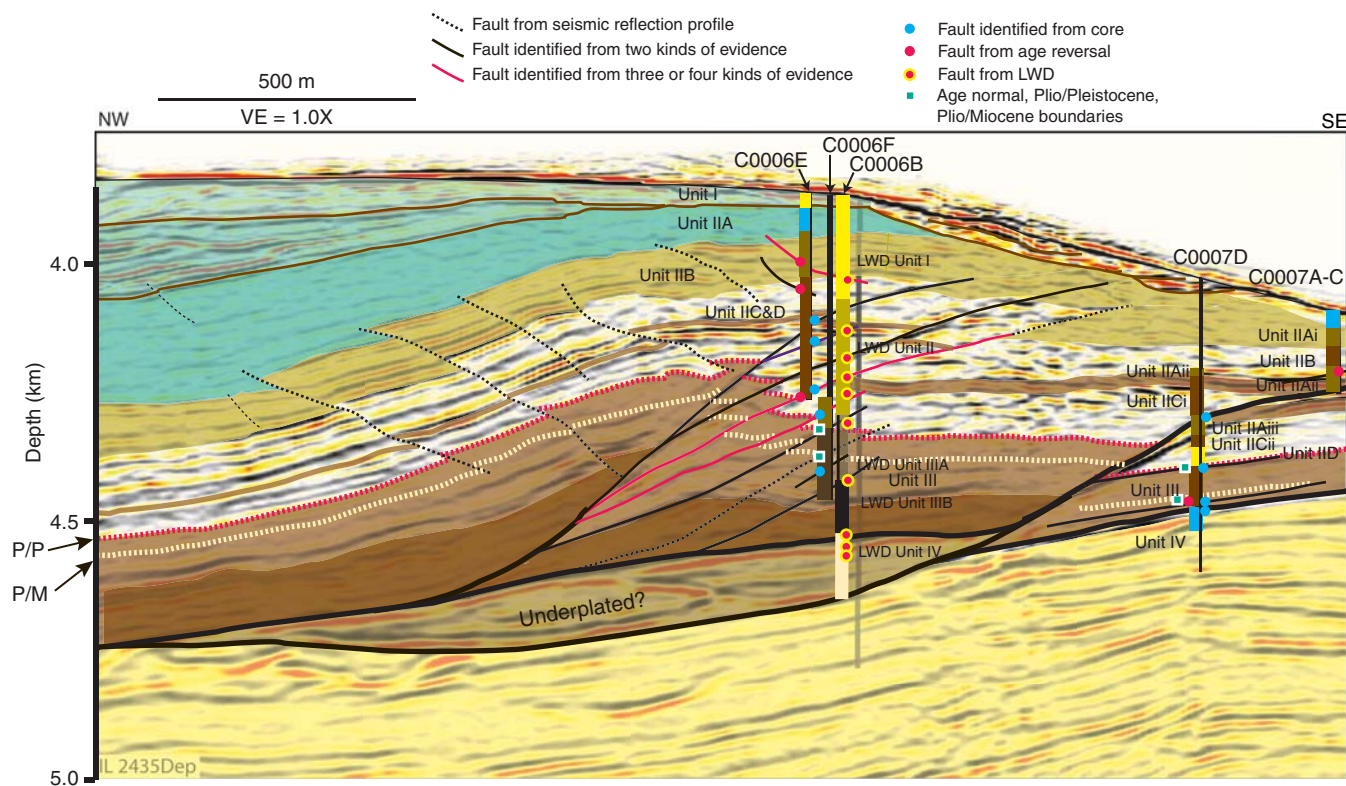 Fault from seismic reflection profile
Fault identified from two kinds of evidence
Fault identified from three or four kinds of evidence
Fault identified from core
Fault from age reversal
Fault from LWD
Age normal, Plio/Pleistocene,
Plio/Miocene boundaries
500 m
VE = 1.0X
NW
SE
C0006F
C0006E
C0006B
C0007D
C0007A-C
Unit I
Unit IIA
Unit IIB
Unit IIC&D
LWD Unit I
WD Unit II
LWD Unit IIIA
Unit III
LWD Unit IIIB
LWD Unit IV
Unit IIAi
Unit IIB
Unit IIAii
Unit IIAii
Unit IICi
Unit IIAiii
Unit IICii
Unit IID
Unit III
Unit IV
Underplated?
Depth (km)
4.0
4.5
5.0
P/P
P/M
IL 2435Dep